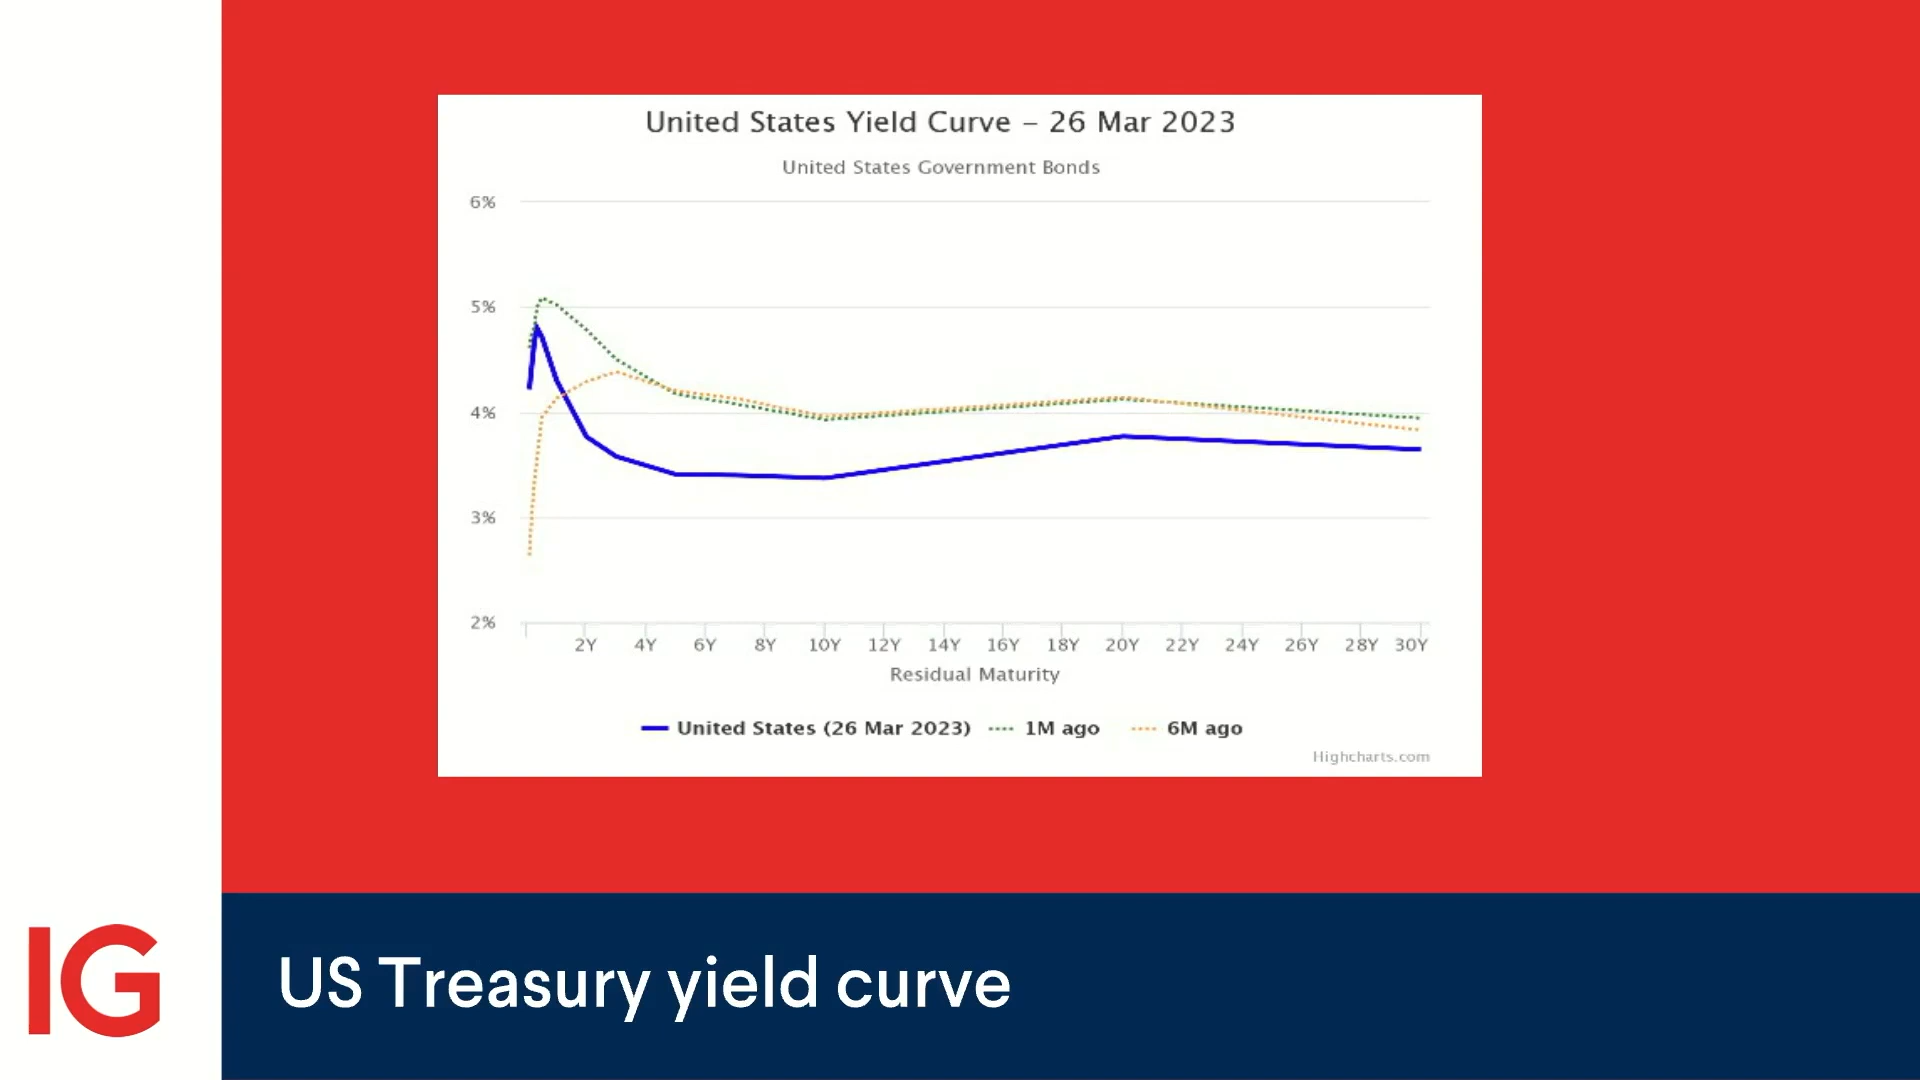 United States Yield Curve – 26 Mar 2023
United States Government Bonds
6%
5%
4%
3%
2%
2Y 4Y 6Y 8Y 10Y 12Y 14Y 16Y 18Y 20Y 22Y 24Y 26Y 28Y 30Y
Residual Maturity
United States (26 Mar 2023) 1M ago 6M ago
Highcharts.com
IG
US Treasury yield curve